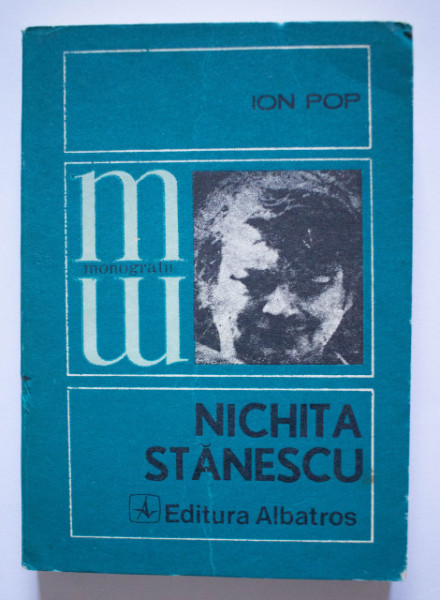 ION POP
m
monografii
m
NICHITA
STĂNESCU
Editura Albatros